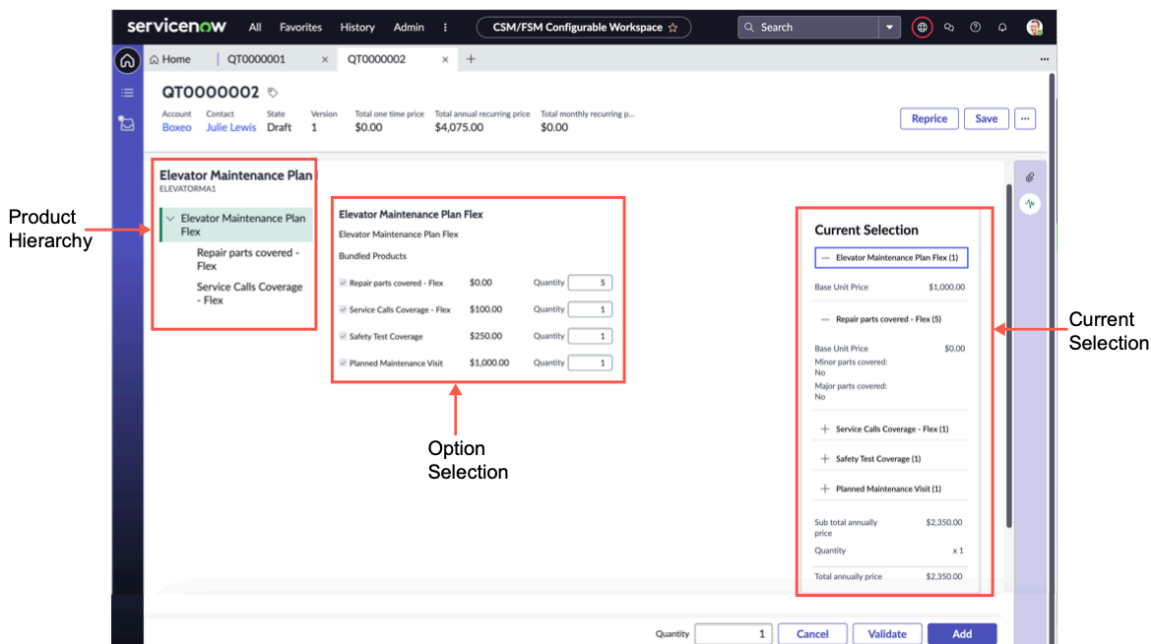 servicenow All Favorites History Admin CSM/FSM Configurable Workspace Search
Home QT0000001 × QT0000002 × +
QT0000002
Account Contact State Version Total one time price Total annual recurring price Total monthly recurring p...
Boxeo Julie Lewis Draft 1 $0.00 $4,075.00 $0.00
Reprice Save ...
Product
Hierarchy
Elevator Maintenance Plan
ELEVATORMA1
Elevator Maintenance Plan
Flex
Repair parts covered -
Flex
Service Calls Coverage
- Flex
Elevator Maintenance Plan Flex
Elevator Maintenance Plan Flex
Bundled Products
Repair parts covered - Flex $0.00 Quantity 5
Service Calls Coverage - Flex $100.00 Quantity 1
Safety Test Coverage $250.00 Quantity 1
Planned Maintenance Visit $1,000.00 Quantity 1
Option
Selection
Current Selection
— Elevator Maintenance Plan Flex (1)
Base Unit Price $1,000.00
— Repair parts covered - Flex (5)
Base Unit Price $0.00
Minor parts covered:
No
Major parts covered:
No
+ Service Calls Coverage - Flex (1)
+ Safety Test Coverage (1)
+ Planned Maintenance Visit (1)
Sub total annually $2,350.00
price
Quantity x 1
Total annually price $2,350.00
Current
Selection
Quantity 1 Cancel Validate Add